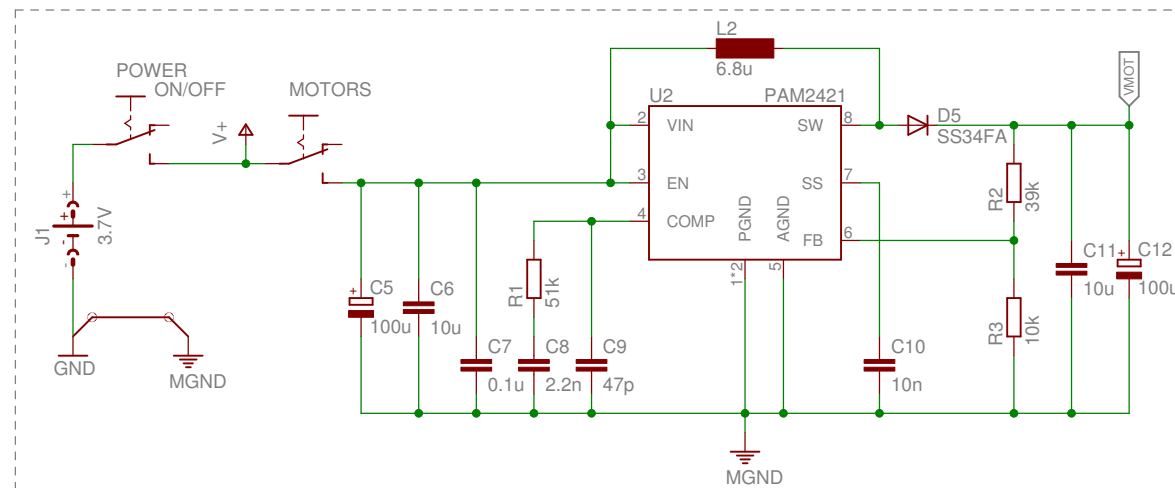 L2
6.8u
POWER
ON/OFF
MOTORS
V+
U2
PAM2421
2
VIN
SW
8
D5
SS34FA
VMOT
3
EN
SS
7
4
COMP
PGND
AGND
FB
6
1*2
5
+
+
-
-
J1
3.7V
R1
51k
R2
39k
R3
10k
+
C5
100u
C6
10u
C7
0.1u
C8
2.2n
C9
47p
C10
10n
C11
10u
+
C12
100u
GND
MGND
MGND